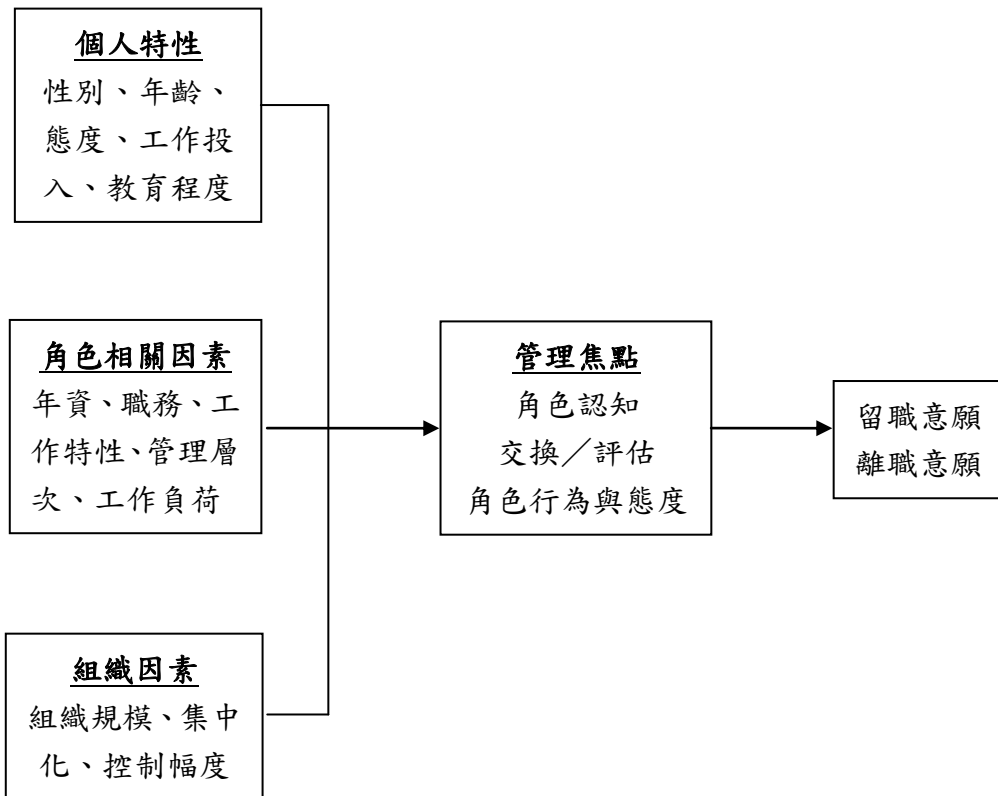 個人特性
性別、年齡、
態度、工作投
入、教育程度
角色相關因素
年資、職務、工
作特性、管理層
次、工作負荷
管理焦點
角色認知
交換／評估
角色行為與態度
留職意願
離職意願
組織因素
組織規模、集中
化、控制幅度